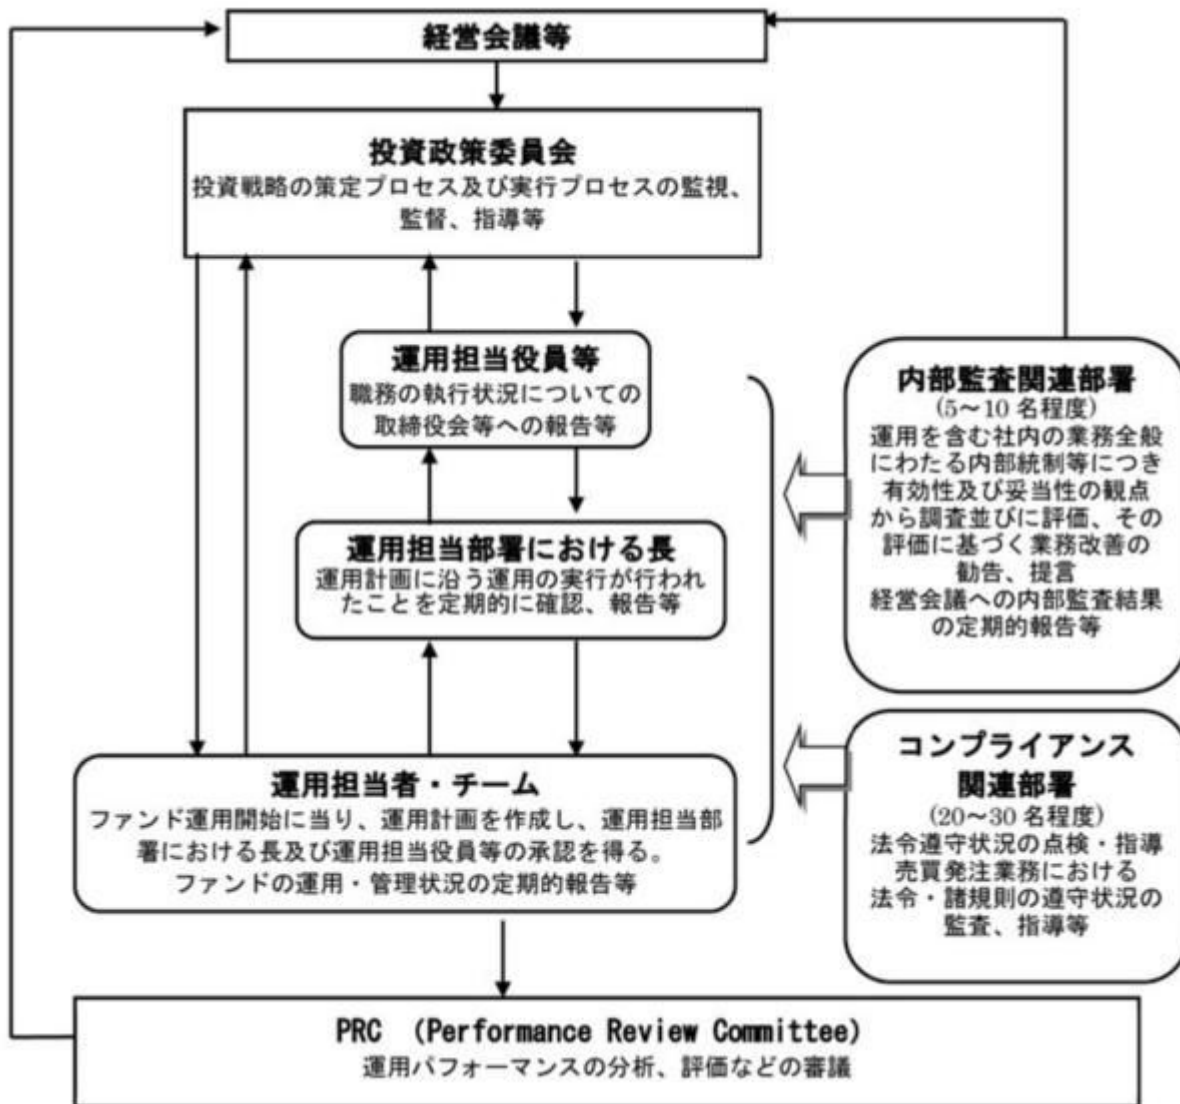 経営会議等
投資政策委員会
投資戦略の策定プロセス及び実行プロセスの監視、
監督、指導等
運用担当役員等
職務の執行状況についての
取締役会等への報告等
運用担当部署における長
運用計画に沿う運用の実行が行われ
たことを定期的に確認、報告等
運用担当者・チーム
ファンド運用開始に当り、運用計画を作成し、運用担当部
署における長及び運用担当役員等の承認を得る。
ファンドの運用・管理状況の定期的報告等
内部監査関連部署
(5～10 名程度)
運用を含む社内の業務全般
にわたる内部統制等につき
有効性及び妥当性の観点
から調査並びに評価、その
評価に基づく業務改善の
勧告、提言
経営会議への内部監査結果
の定期的報告等
コンプライアンス
関連部署
(20～30 名程度)
法令遵守状況の点検・指導
売買発注業務における
法令・諸規則の遵守状況の
監査、指導等
PRC （Performance Review Committee）
運用パフォーマンスの分析、評価などの審議